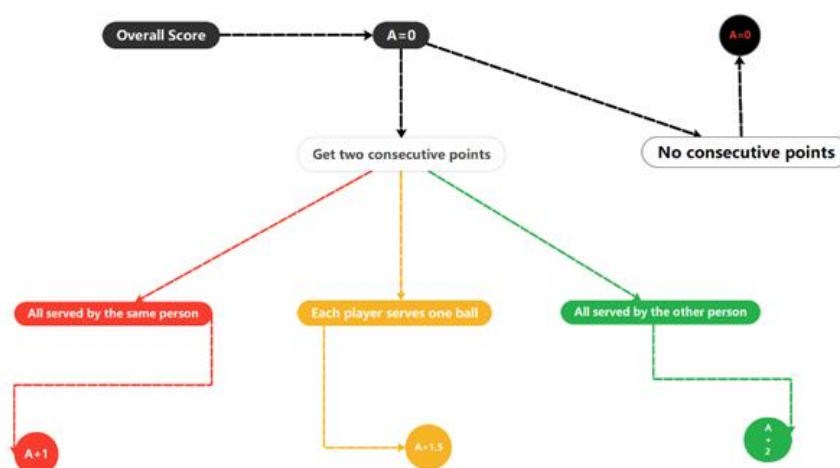 Overall Score
A=0
A=0
Get two consecutive points
No consecutive points
All served by the same person
Each player serves one ball
All served by the other person
A+1
A+1.5
A
+
2